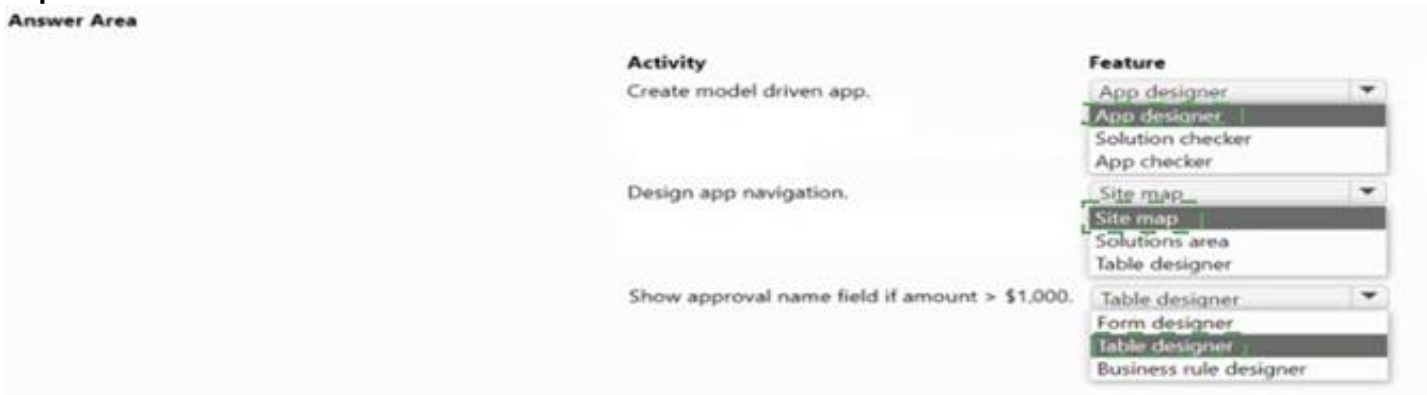 Answer Area
Activity Feature
Create model driven app. App designer
App designer
Solution checker
App checker
Design app navigation. Site map
Site map
Solutions area
Table designer
Show approval name field if amount > $1,000. Table designer
Form designer
Table designer
Business rule designer